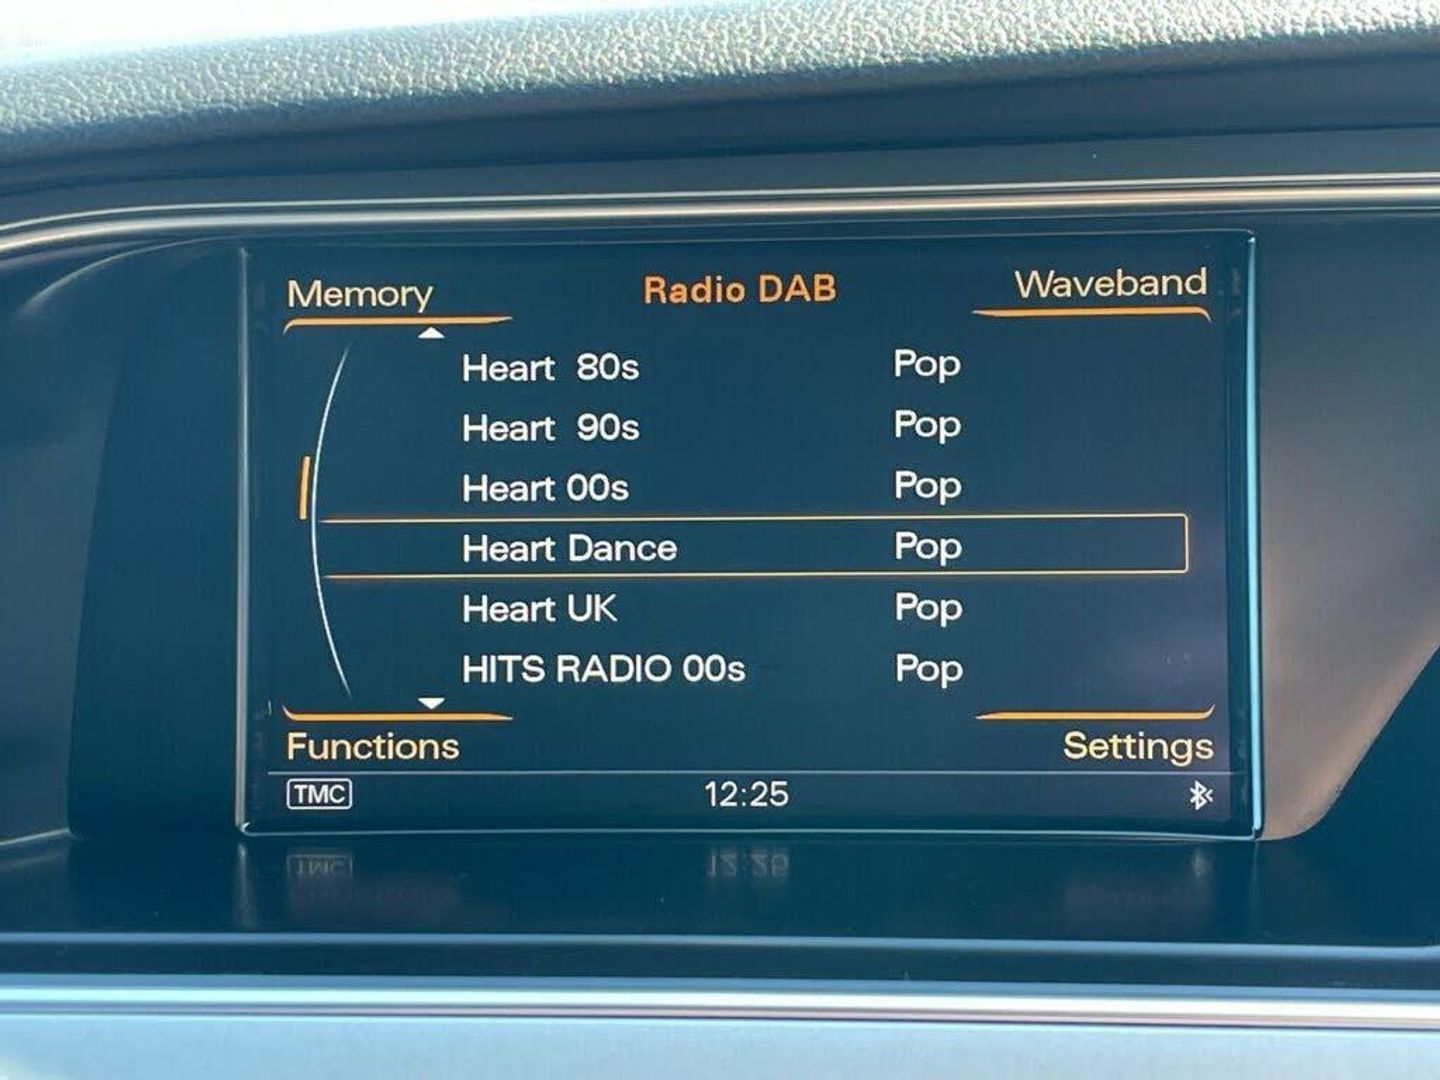 Memory Radio DAB Waveband
Heart 80s Pop
Heart 90s Pop
Heart 00s Pop
Heart Dance Pop
Heart UK Pop
HITS RADIO 00s Pop
Functions Settings
TMC 12:25